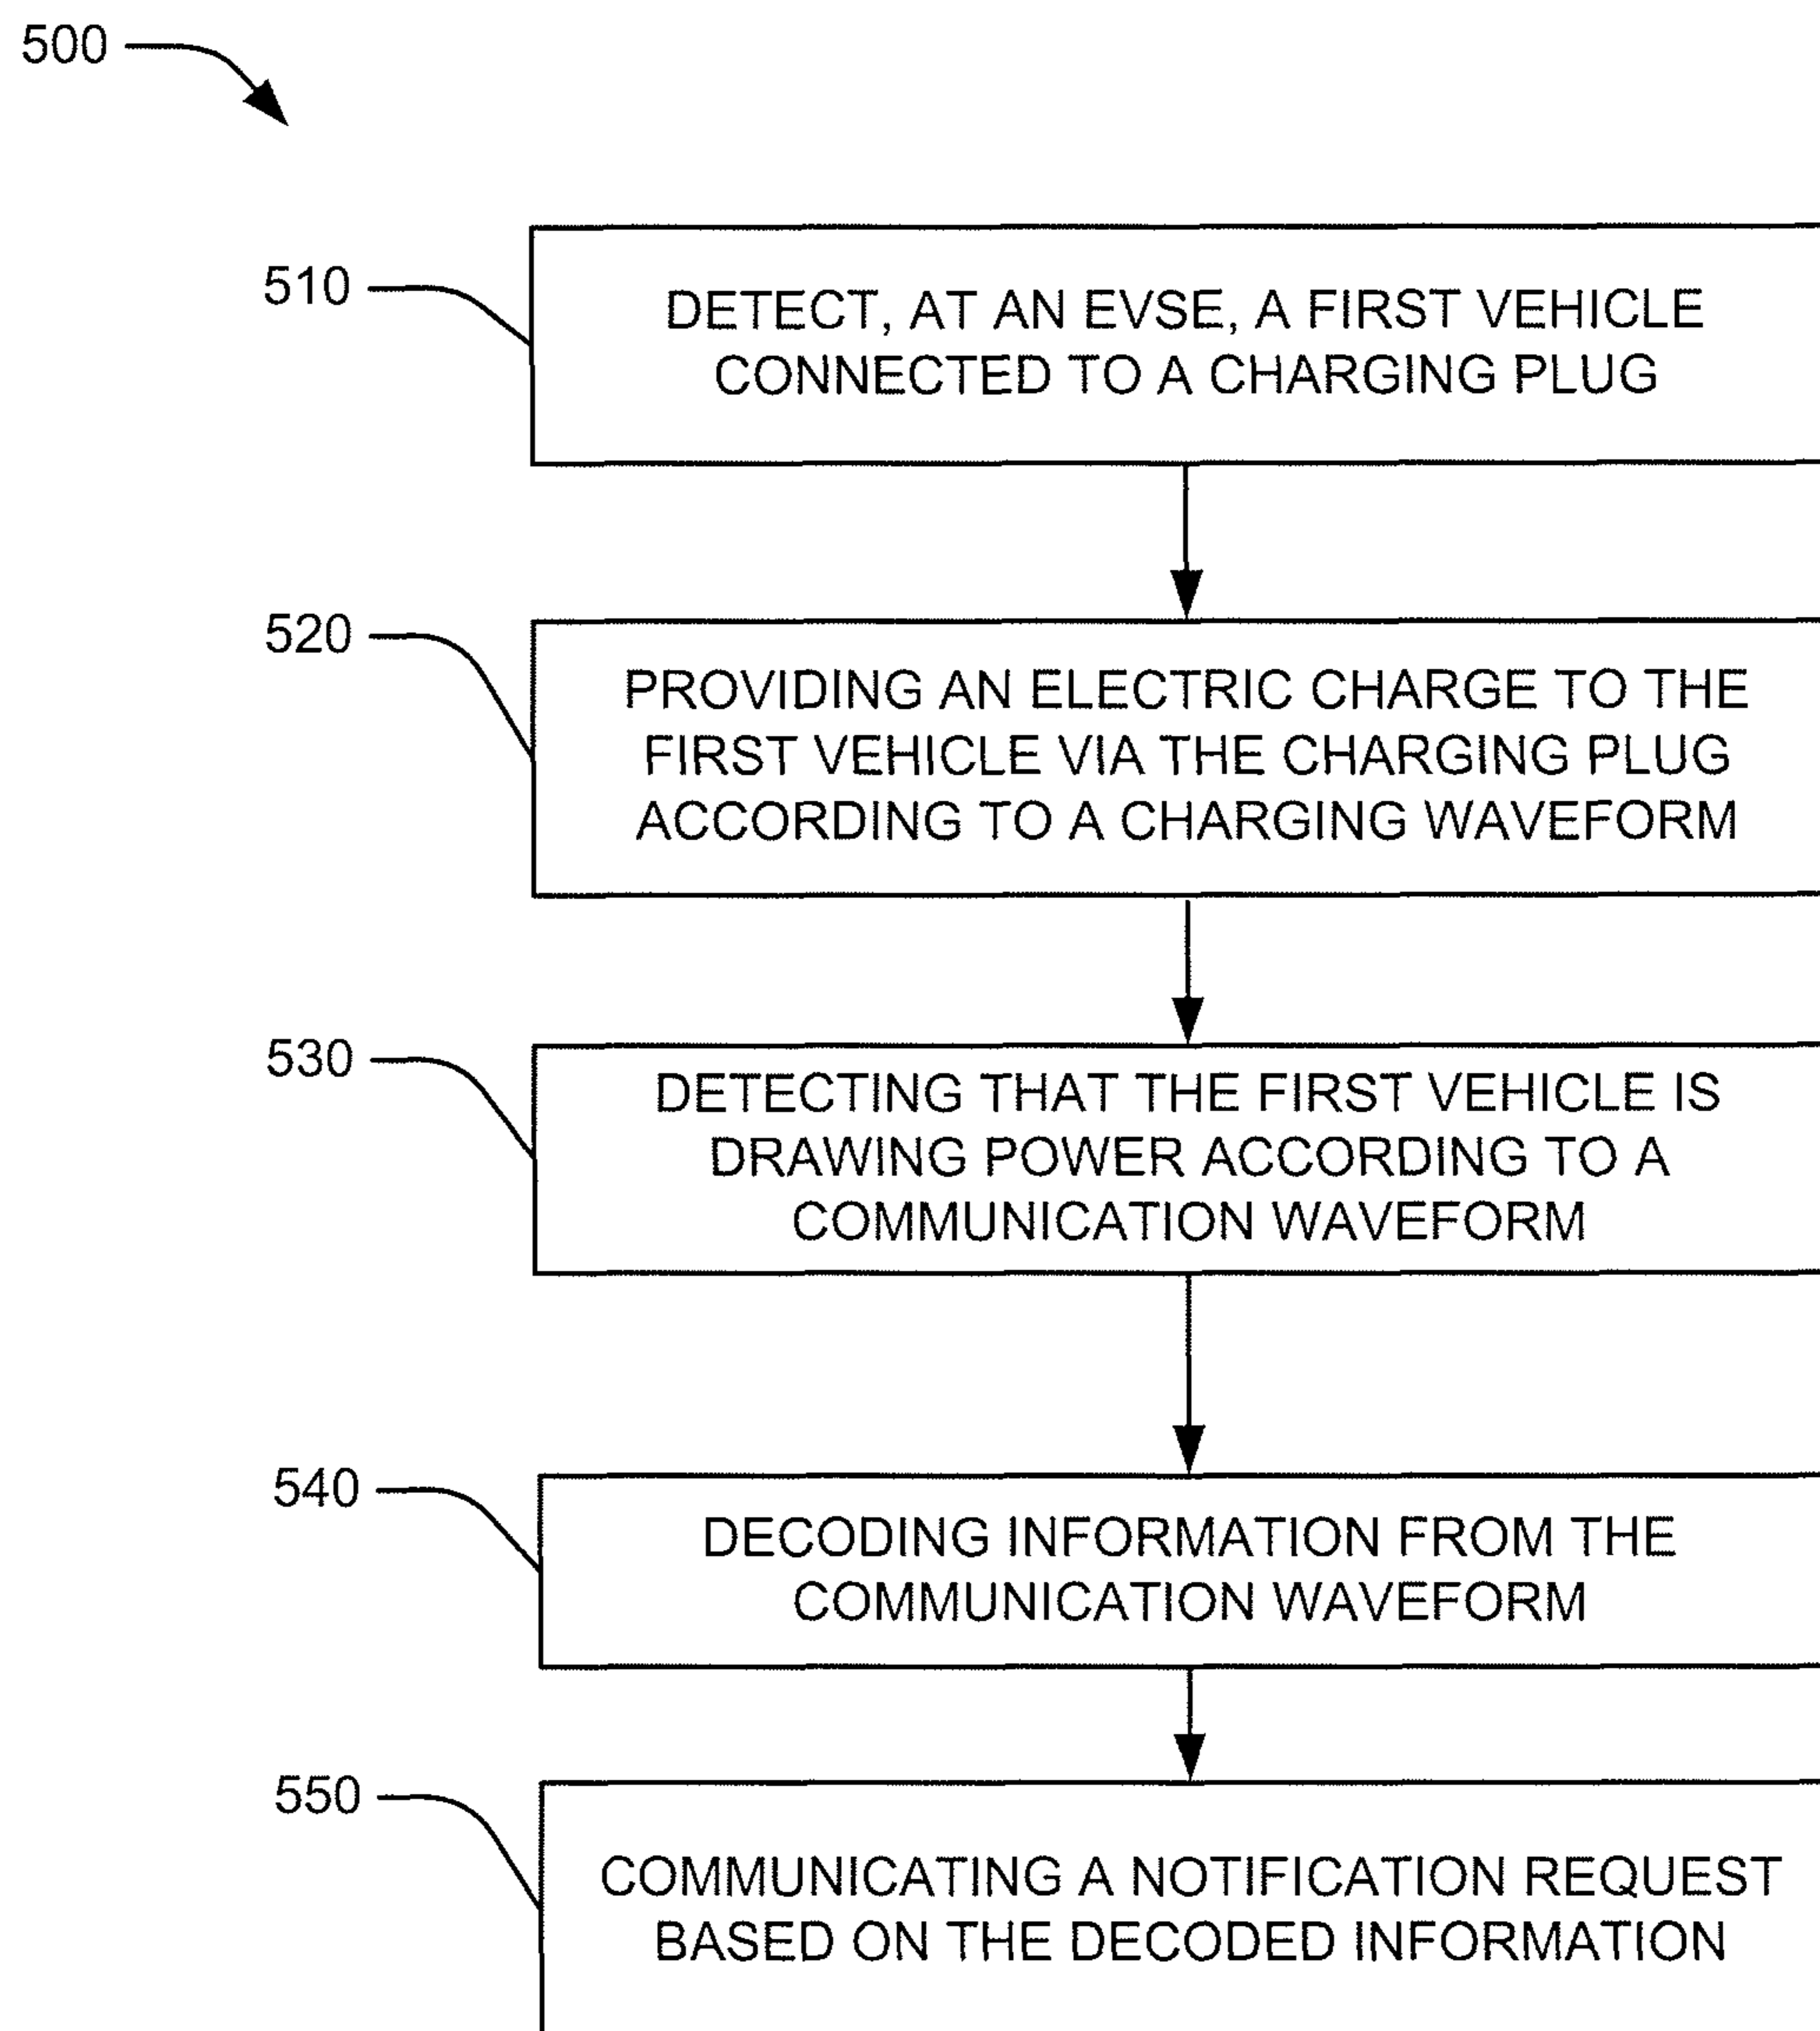 500
510
DETECT, AT AN EVSE, A FIRST VEHICLE
CONNECTED TO A CHARGING PLUG
520
PROVIDING AN ELECTRIC CHARGE TO THE
FIRST VEHICLE VIA THE CHARGING PLUG
ACCORDING TO A CHARGING WAVEFORM
530
DETECTING THAT THE FIRST VEHICLE IS
DRAWING POWER ACCORDING TO A
COMMUNICATION WAVEFORM
540
DECODING INFORMATION FROM THE
COMMUNICATION WAVEFORM
550
COMMUNICATING A NOTIFICATION REQUEST
BASED ON THE DECODED INFORMATION